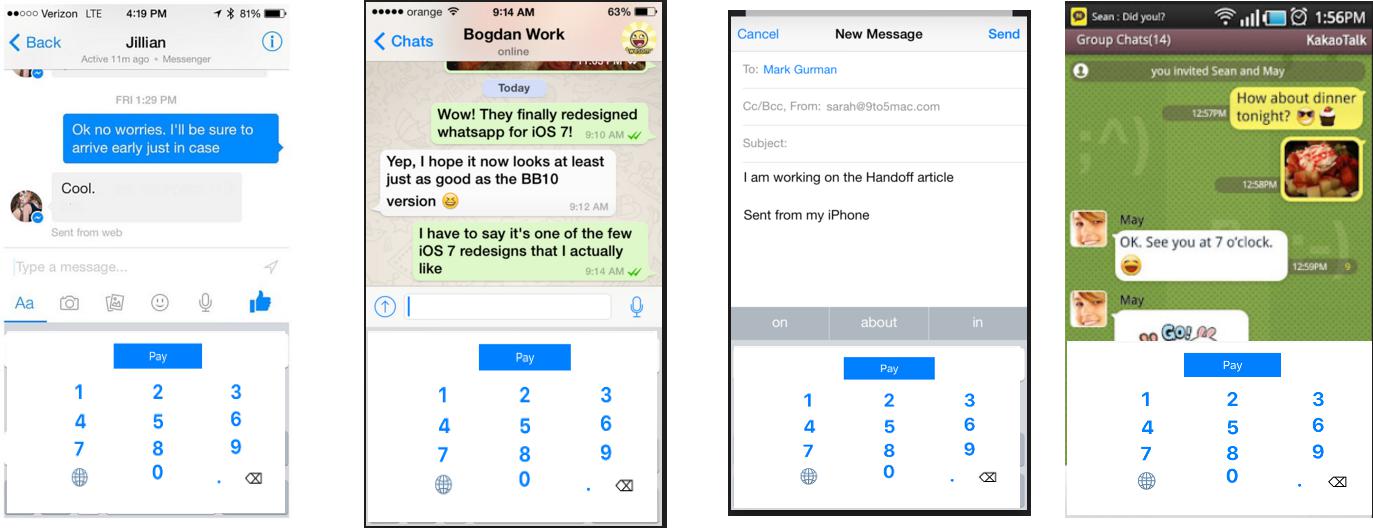 ●●○○○ Verizon LTE 4:19 PM 81%
Back Jillian
Active 11m ago • Messenger
FRI 1:29 PM
Ok no worries. I'll be sure to
arrive early just in case
Cool.
Sent from web
Type a message...
Aa
Pay
1 2 3
4 5 6
7 8 9
0 .
●●●●● orange 9:14 AM 63%
Chats Bogdan Work
online
Today
Wow! They finally redesigned
whatsapp for iOS 7! 9:10 AM
Yep, I hope it now looks at least
just as good as the BB10
version
9:12 AM
I have to say it's one of the few
iOS 7 redesigns that I actually
like 9:14 AM
Pay
1 2 3
4 5 6
7 8 9
0 .
Cancel New Message Send
To: Mark Gurman
Cc/Bcc, From: sarah@9to5mac.com
Subject:
I am working on the Handoff article
Sent from my iPhone
on about in
Pay
1 2 3
4 5 6
7 8 9
0 .
Sean : Did you!? 1:56PM
Group Chats(14) KakaoTalk
you invited Sean and May
How about dinner
tonight?
12:57PM
;^)
12:58PM
May
OK. See you at 7 o'clock.
12:59PM 9
May
GO!
Pay
1 2 3
4 5 6
7 8 9
0 .